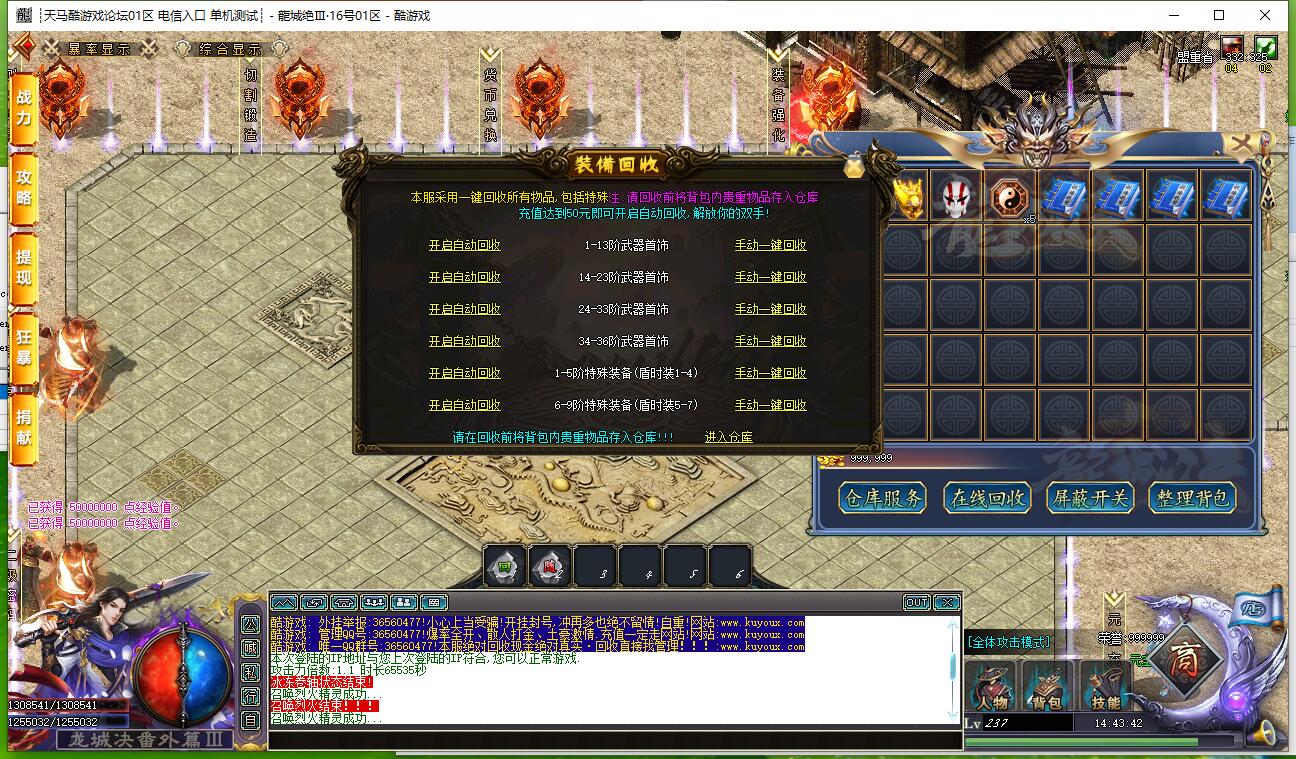 天马酷游戏论坛01区 电信入口 单机测试 - 龍城绝Ⅲ·16号01区 - 酷游戏
暴率显示
综合显示
切割锻造
货币兑换
装备强化
盟重省 332:325
04 02
战力
攻略
提现
狂暴
捐献
装備回收
本服采用一键回收所有物品,包括特殊注:请回收前将背包内贵重物品存入仓库
充值达到50元即可开启自动回收,解放你的双手!
开启自动回收 1-13阶武器首饰 手动一键回收
开启自动回收 14-23阶武器首饰 手动一键回收
开启自动回收 24-33阶武器首饰 手动一键回收
开启自动回收 34-36阶武器首饰 手动一键回收
开启自动回收 1-5阶特殊装备(盾时装1-4) 手动一键回收
开启自动回收 6-9阶特殊装备(盾时装5-7) 手动一键回收
请在回收前将背包内贵重物品存入仓库!!! 进入仓库
x5
999,999
仓库服务 在线回收 屏蔽开关 整理背包
已获得 50000000 点经验值。
已获得 50000000 点经验值。
1 2 3 4 5 6
OUT
酷游戏: 外挂举报:36560477!小心上当受骗!开挂封号,冲再多也绝不留情!自重!网站:www.kuyoux.com
酷游戏: 管理QQ号:36560477!爆率全开、散人打金、土豪激情.充值一定走网站!网站:www.kuyoux.com
酷游戏: 唯一QQ群号:36560477!本服绝对回收现金绝对真实·回收直接找管理!!!:www.kuyoux.com
本次登陆的IP地址与您上次登陆的IP符合,您可以正常游戏.
攻击力倍数:1.1 时长65535秒
冰冻卷轴状态结束!
召唤烈火精灵成功...
召唤烈火结束!!!
召唤烈火精灵成功...
[全体攻击模式]
荣誉:999999
人物 背包 技能
商
Lv 237
14:43:42
1308541/1308541
1255032/1255032
龙城决番外篇Ⅲ